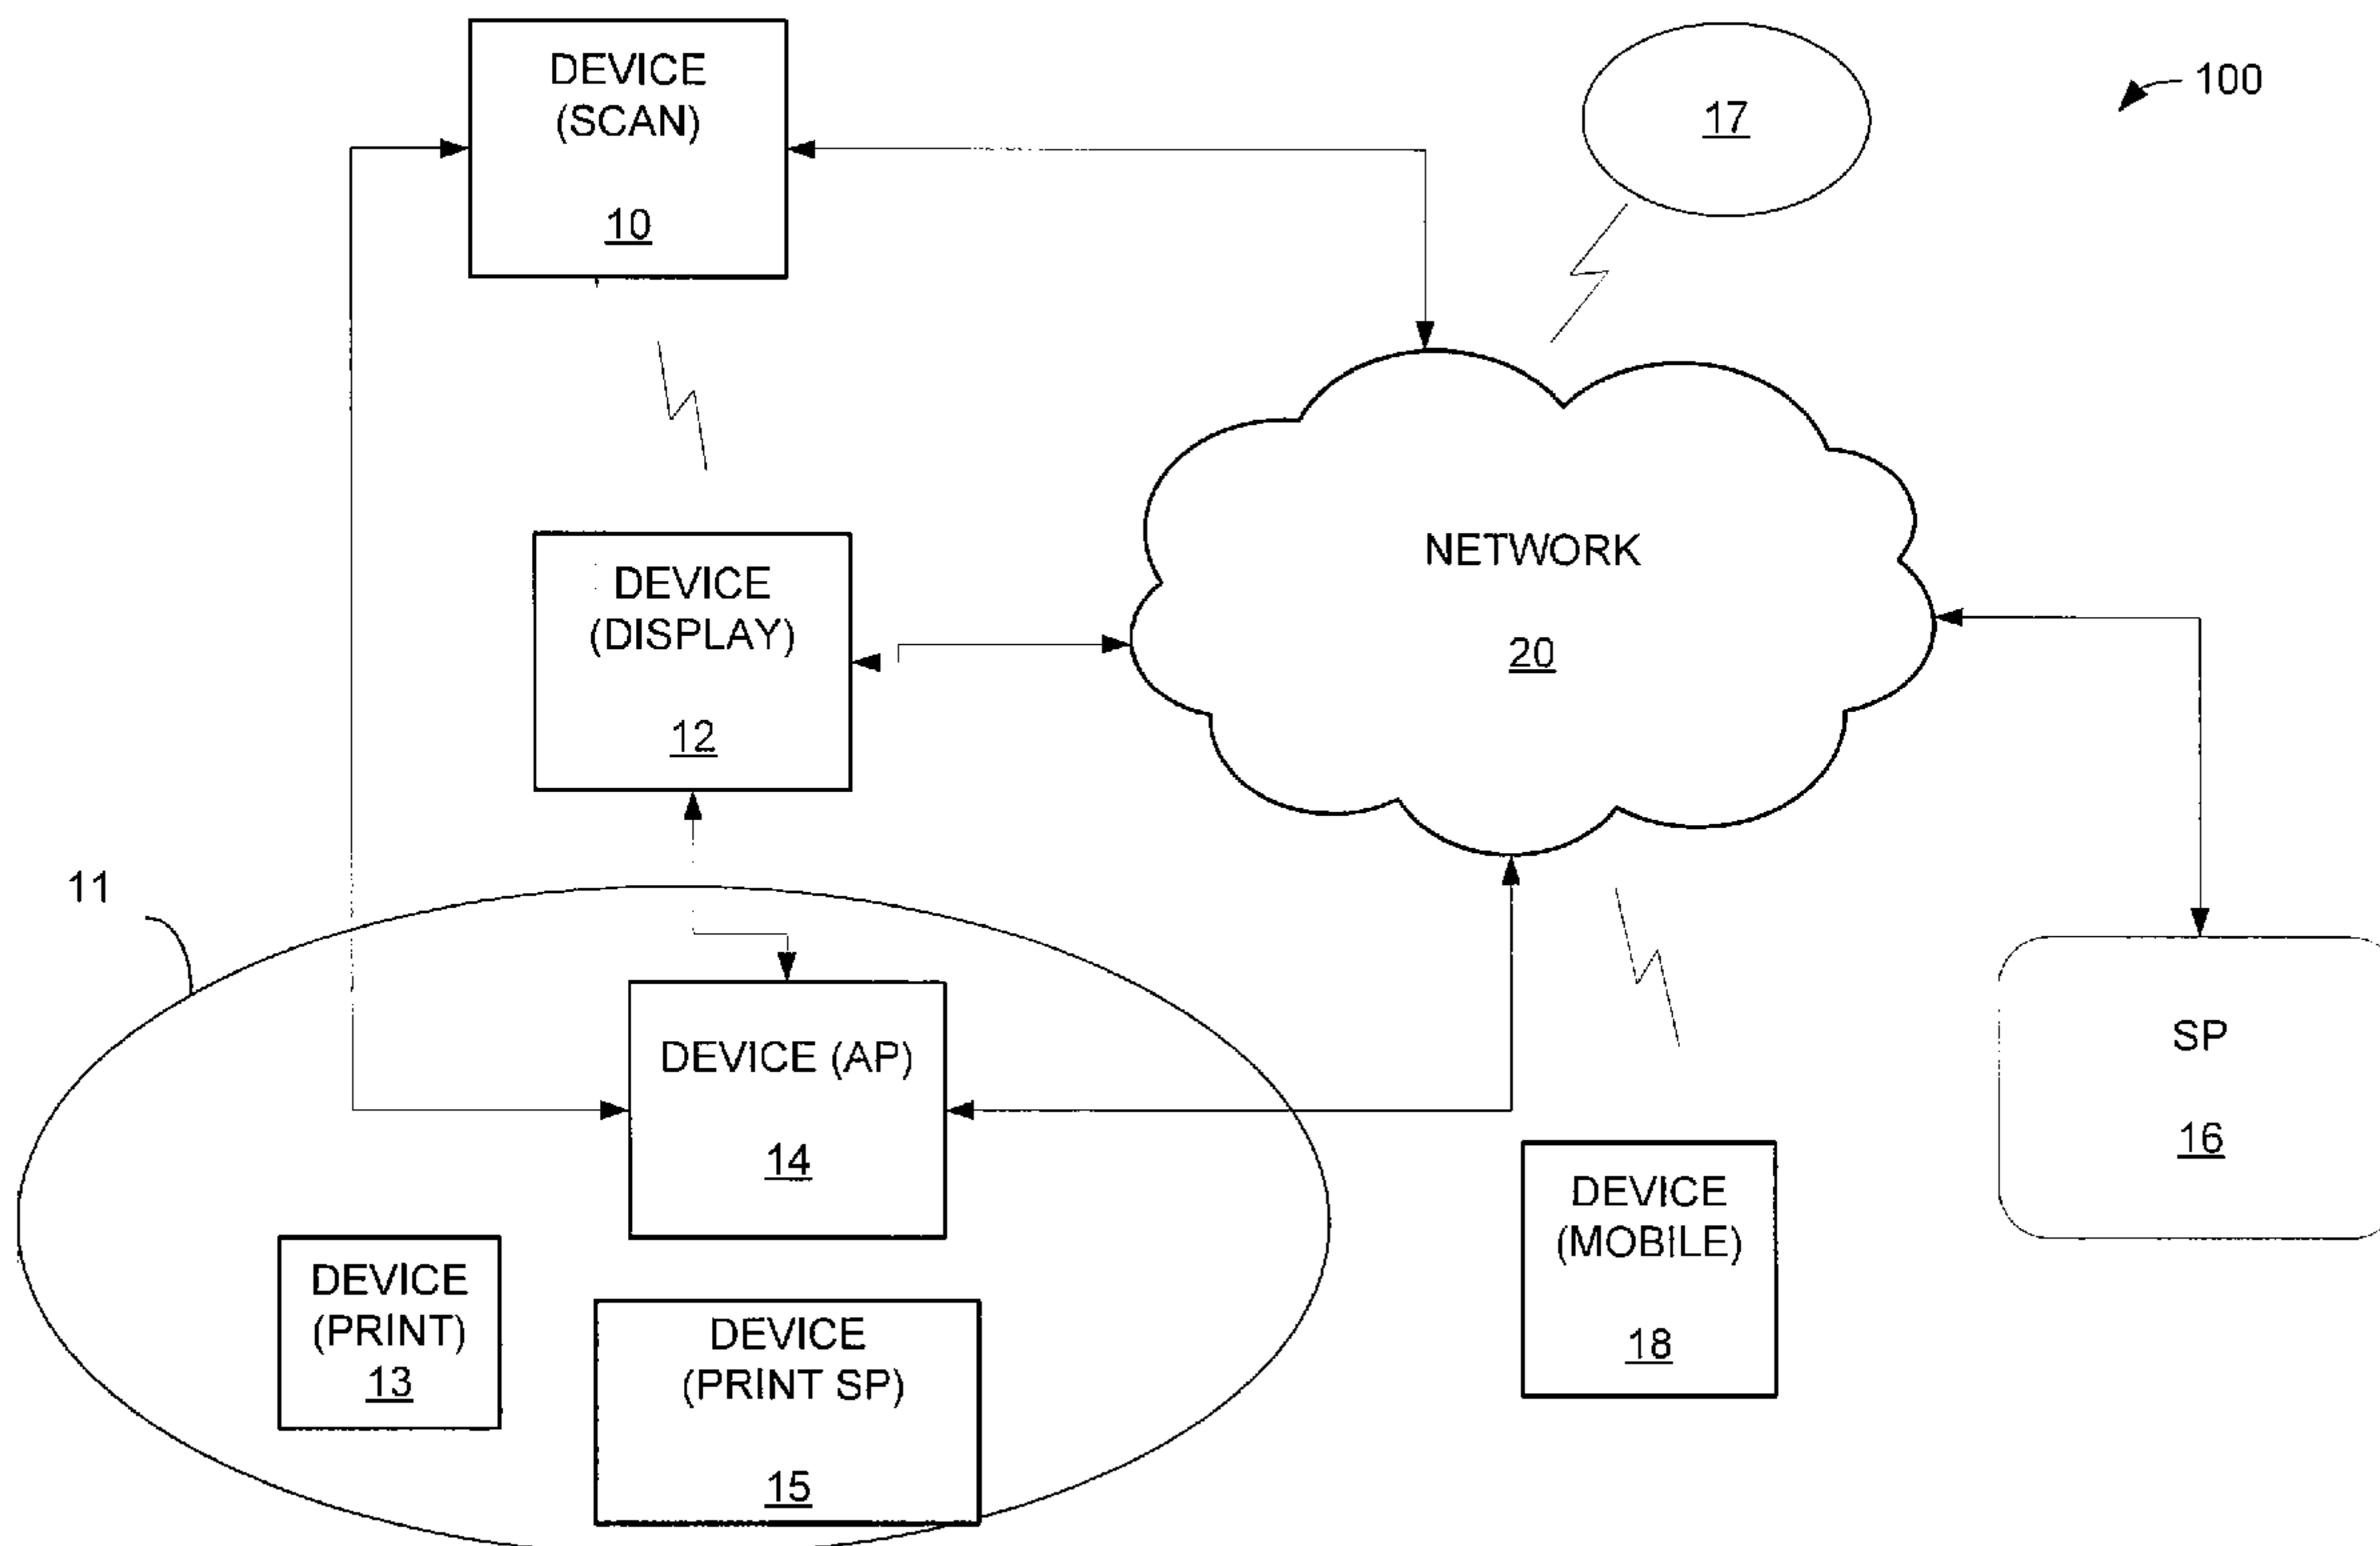 DEVICE
(SCAN)
10
17
100
NETWORK
20
DEVICE
(DISPLAY)
12
11
DEVICE (AP)
14
SP
16
DEVICE
(MOBILE)
18
DEVICE
(PRINT)
13
DEVICE
(PRINT SP)
15